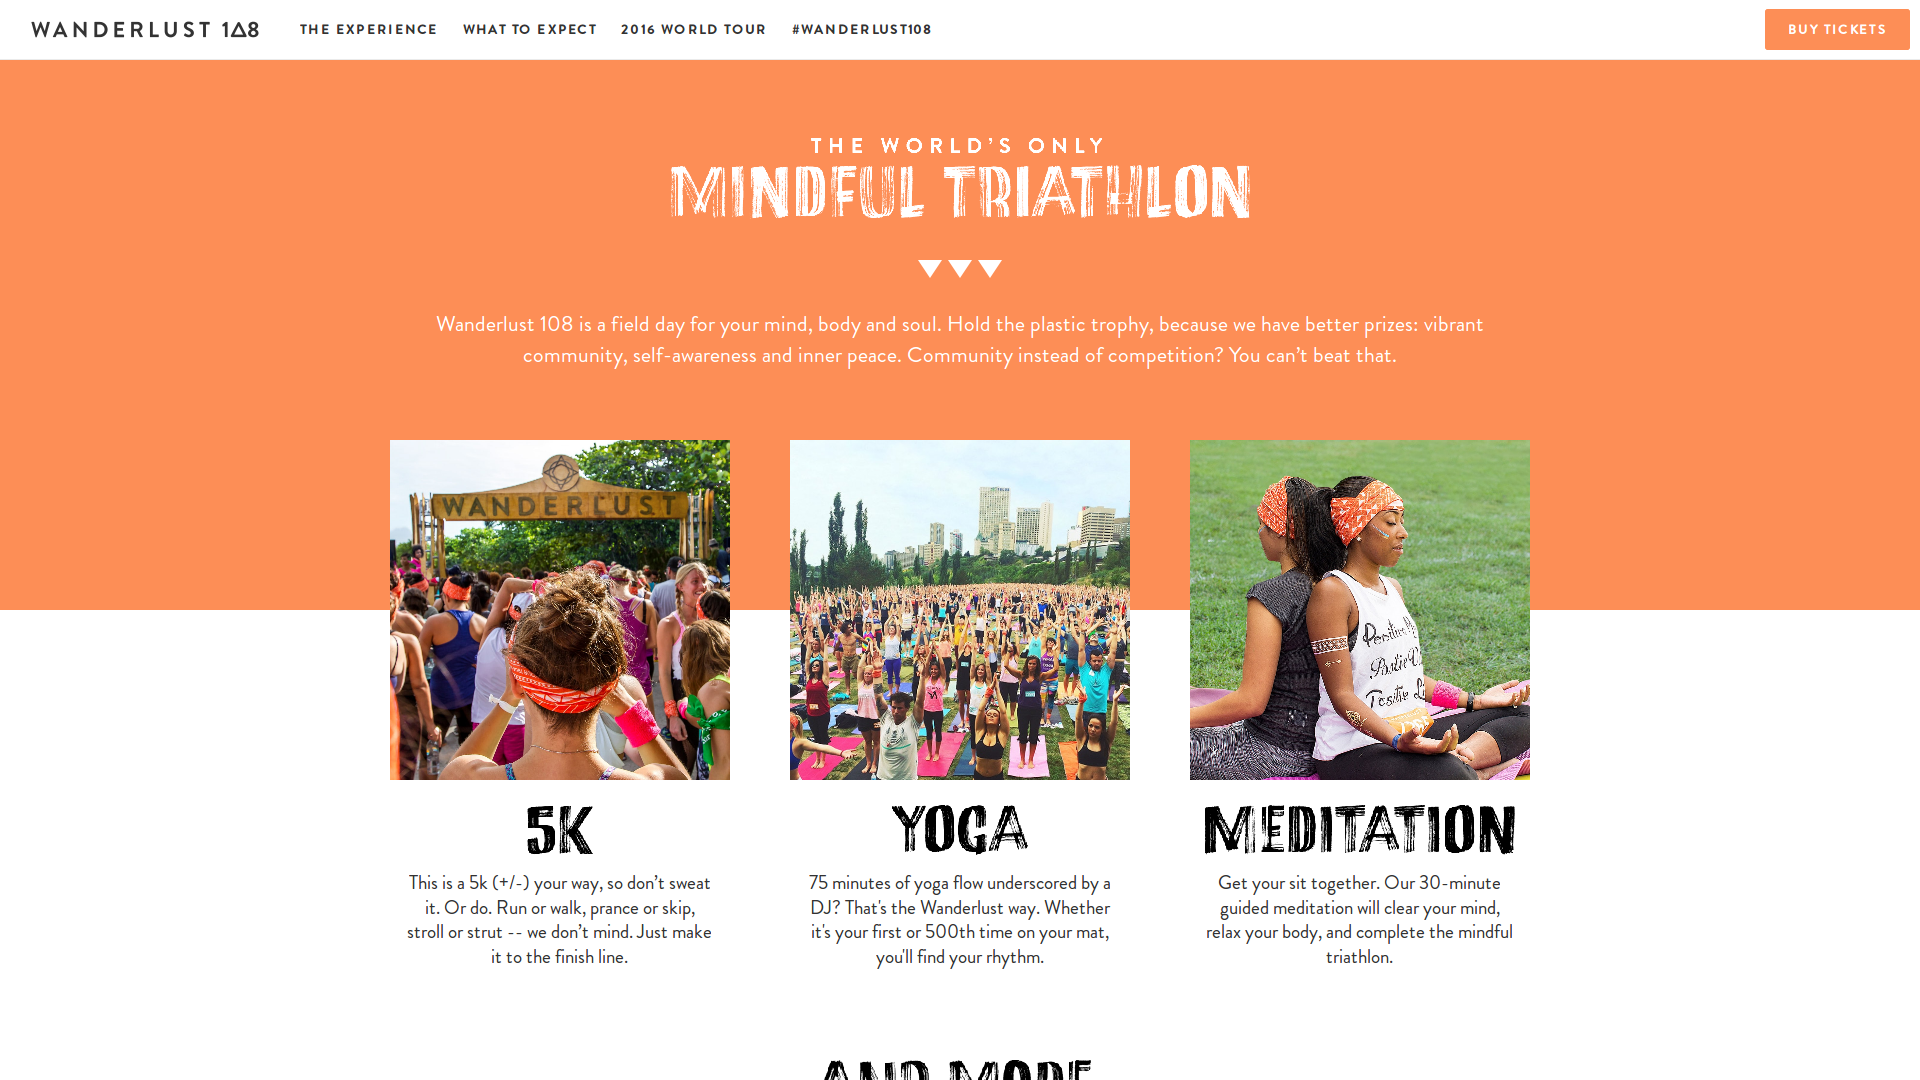 WANDERLUST 1Δ8
THE EXPERIENCE
WHAT TO EXPECT
2016 WORLD TOUR
#WANDERLUST108
BUY TICKETS
THE WORLD'S ONLY
MINDFUL TRIATHLON
Wanderlust 108 is a field day for your mind, body and soul. Hold the plastic trophy, because we have better prizes: vibrant
community, self-awareness and inner peace. Community instead of competition? You can't beat that.
WANDERLUST
5K
This is a 5k (+/-) your way, so don't sweat
it. Or do. Run or walk, prance or skip,
stroll or strut -- we don't mind. Just make
it to the finish line.
YOGA
75 minutes of yoga flow underscored by a
DJ? That's the Wanderlust way. Whether
it's your first or 500th time on your mat,
you'll find your rhythm.
Positive
MEDITATION
Get your sit together. Our 30-minute
guided meditation will clear your mind,
relax your body, and complete the mindful
triathlon.
AND MORE